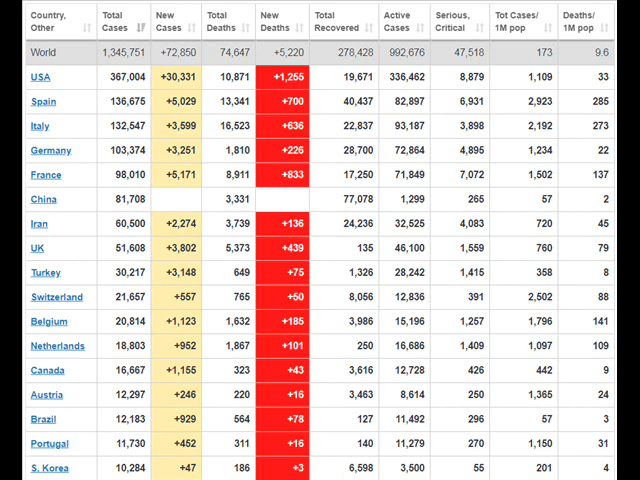 Country, Other Total Cases New Cases Total Deaths New Deaths Total Recovered Active Cases Serious, Critical Tot Cases/ 1M pop Deaths/ 1M pop
World 1,345,751 +72,850 74,647 +5,220 278,428 992,676 47,518 173 9.6
USA 367,004 +30,331 10,871 +1,255 19,671 336,462 8,879 1,109 33
Spain 136,675 +5,029 13,341 +700 40,437 82,897 6,931 2,923 285
Italy 132,547 +3,599 16,523 +636 22,837 93,187 3,898 2,192 273
Germany 103,374 +3,251 1,810 +226 28,700 72,864 4,895 1,234 22
France 98,010 +5,171 8,911 +833 17,250 71,849 7,072 1,502 137
China 81,708 3,331 77,078 1,299 265 57 2
Iran 60,500 +2,274 3,739 +136 24,236 32,525 4,083 720 45
UK 51,608 +3,802 5,373 +439 135 46,100 1,559 760 79
Turkey 30,217 +3,148 649 +75 1,326 28,242 1,415 358 8
Switzerland 21,657 +557 765 +50 8,056 12,836 391 2,502 88
Belgium 20,814 +1,123 1,632 +185 3,986 15,196 1,257 1,796 141
Netherlands 18,803 +952 1,867 +101 250 16,686 1,409 1,097 109
Canada 16,667 +1,155 323 +43 3,616 12,728 426 442 9
Austria 12,297 +246 220 +16 3,463 8,614 250 1,365 24
Brazil 12,183 +929 564 +78 127 11,492 296 57 3
Portugal 11,730 +452 311 +16 140 11,279 270 1,150 31
S. Korea 10,284 +47 186 +3 6,598 3,500 55 201 4